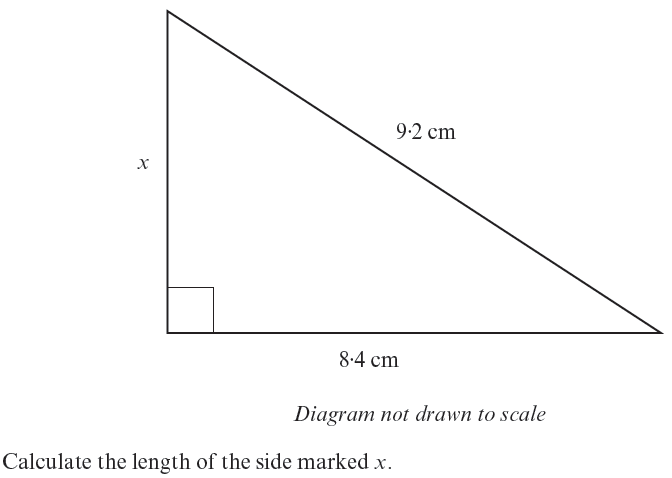 9·2 cm
x
8·4 cm
Diagram not drawn to scale
Calculate the length of the side marked x.